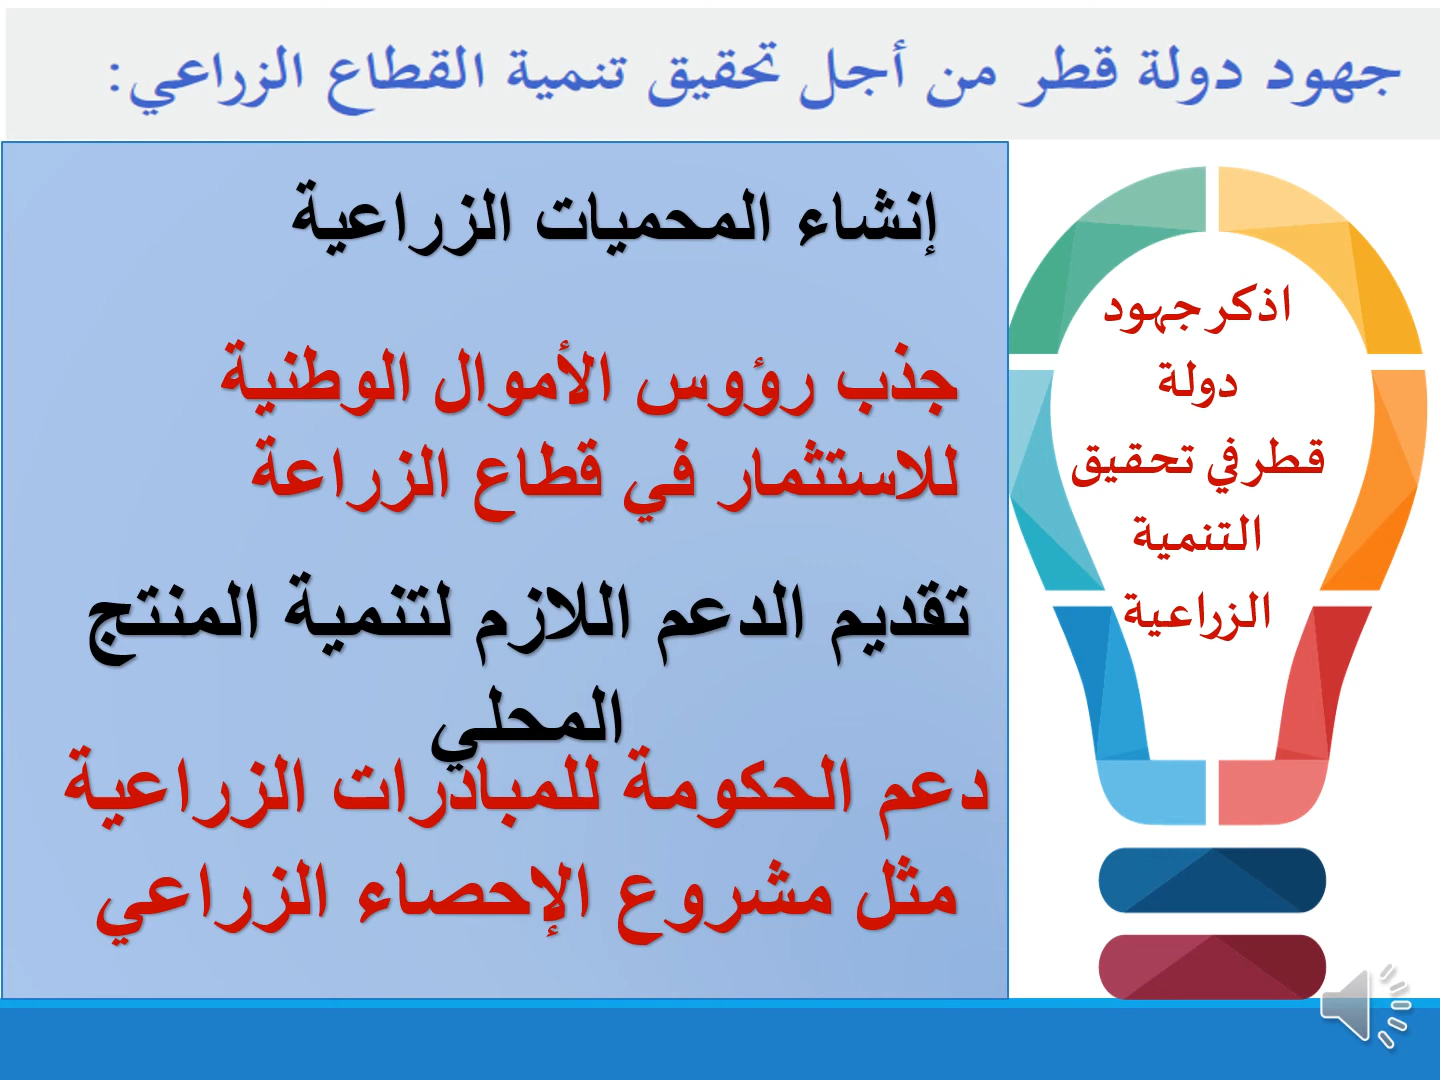 جهود دولة قطر من أجل تحقيق تنمية القطاع الزراعي:
اذكر جهود
دولة
قطر في تحقيق
التنمية
الزراعية
إنشاء المحميات الزراعية
جذب رؤوس الأموال الوطنية
للاستثمار في قطاع الزراعة
تقديم الدعم اللازم لتنمية المنتج
المحلي
دعم الحكومة للمبادرات الزراعية
مثل مشروع الإحصاء الزراعي